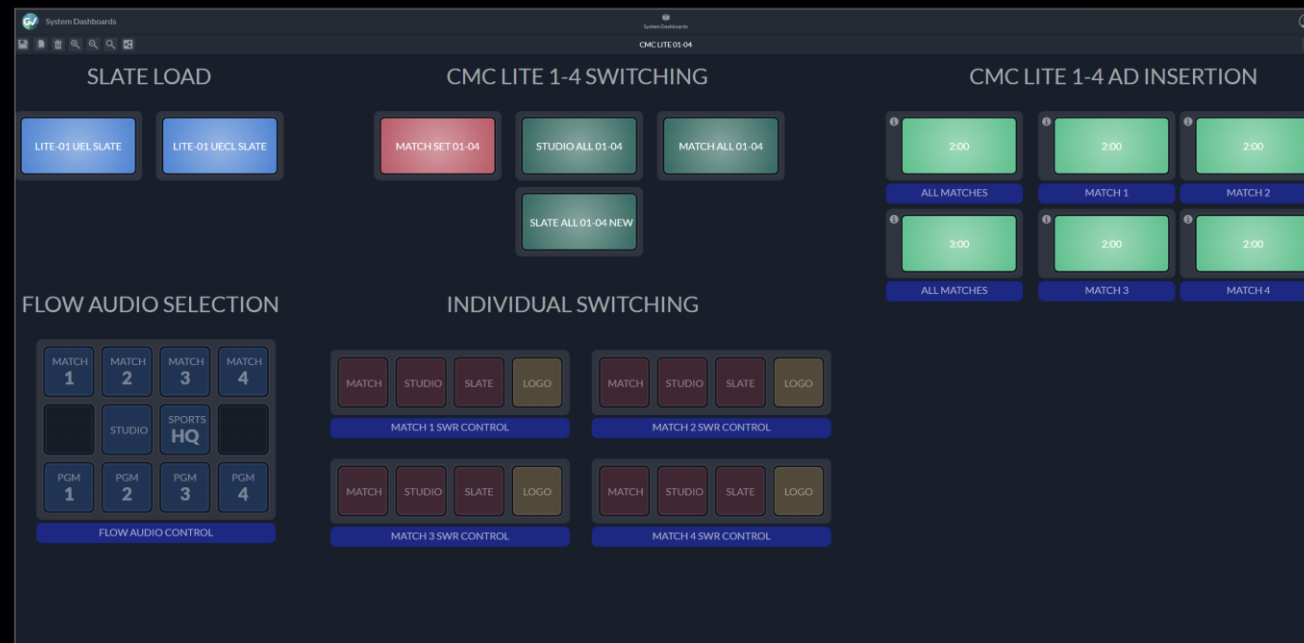 GV System Dashboards
System Dashboards
CMC LITE 01-04
SLATE LOAD
LITE-01 UEL SLATE
LITE-01 UECL SLATE
CMC LITE 1-4 SWITCHING
MATCH SET 01-04
STUDIO ALL 01-04
MATCH ALL 01-04
SLATE ALL 01-04 NEW
CMC LITE 1-4 AD INSERTION
2:00
2:00
2:00
ALL MATCHES
MATCH 1
MATCH 2
3:00
2:00
2:00
ALL MATCHES
MATCH 3
MATCH 4
FLOW AUDIO SELECTION
MATCH
1
MATCH
2
MATCH
3
MATCH
4
STUDIO
SPORTS
HQ
PGM
1
PGM
2
PGM
3
PGM
4
FLOW AUDIO CONTROL
INDIVIDUAL SWITCHING
MATCH
STUDIO
SLATE
LOGO
MATCH 1 SWR CONTROL
MATCH
STUDIO
SLATE
LOGO
MATCH 2 SWR CONTROL
MATCH
STUDIO
SLATE
LOGO
MATCH 3 SWR CONTROL
MATCH
STUDIO
SLATE
LOGO
MATCH 4 SWR CONTROL